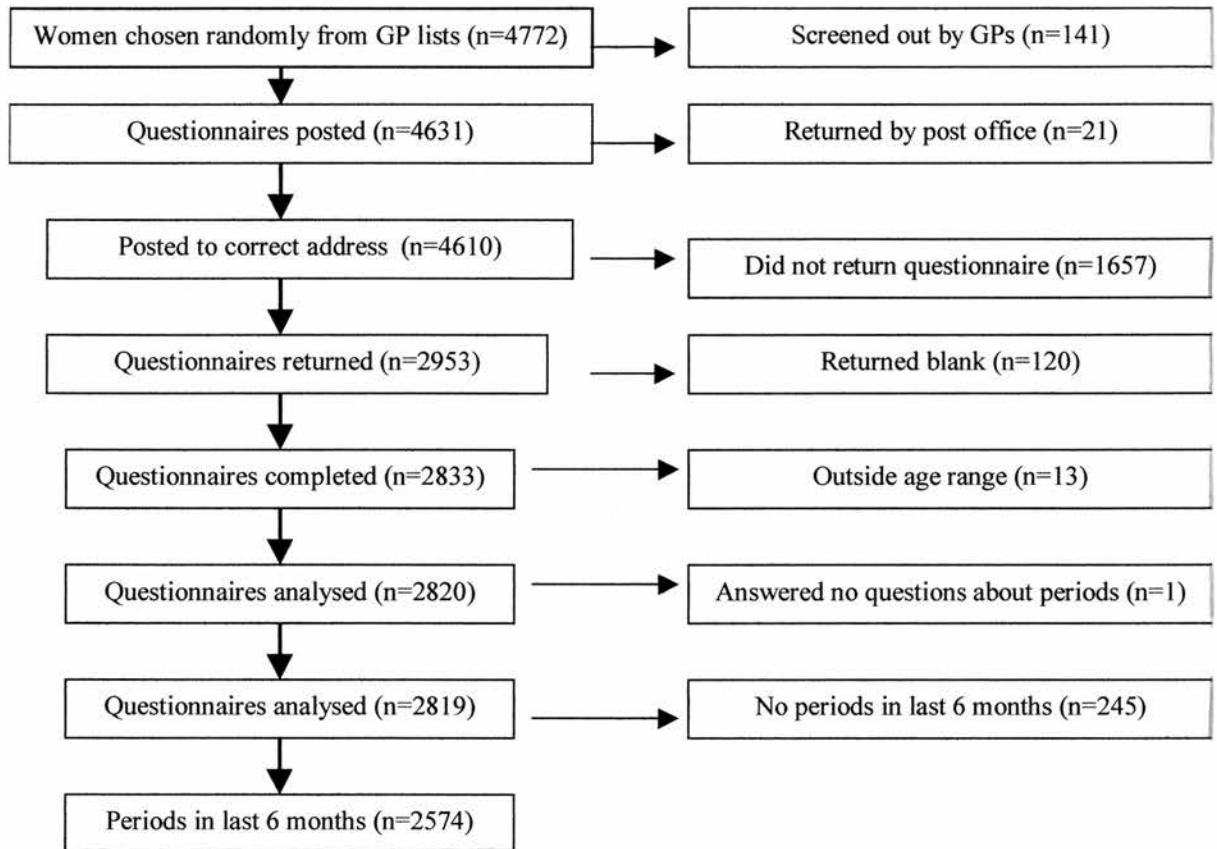 Women chosen randomly from GP lists (n=4772)
Screened out by GPs (n=141)
Questionnaires posted (n=4631)
Returned by post office (n=21)
Posted to correct address (n=4610)
Did not return questionnaire (n=1657)
Questionnaires returned (n=2953)
Returned blank (n=120)
Questionnaires completed (n=2833)
Outside age range (n=13)
Questionnaires analysed (n=2820)
Answered no questions about periods (n=1)
Questionnaires analysed (n=2819)
No periods in last 6 months (n=245)
Periods in last 6 months (n=2574)